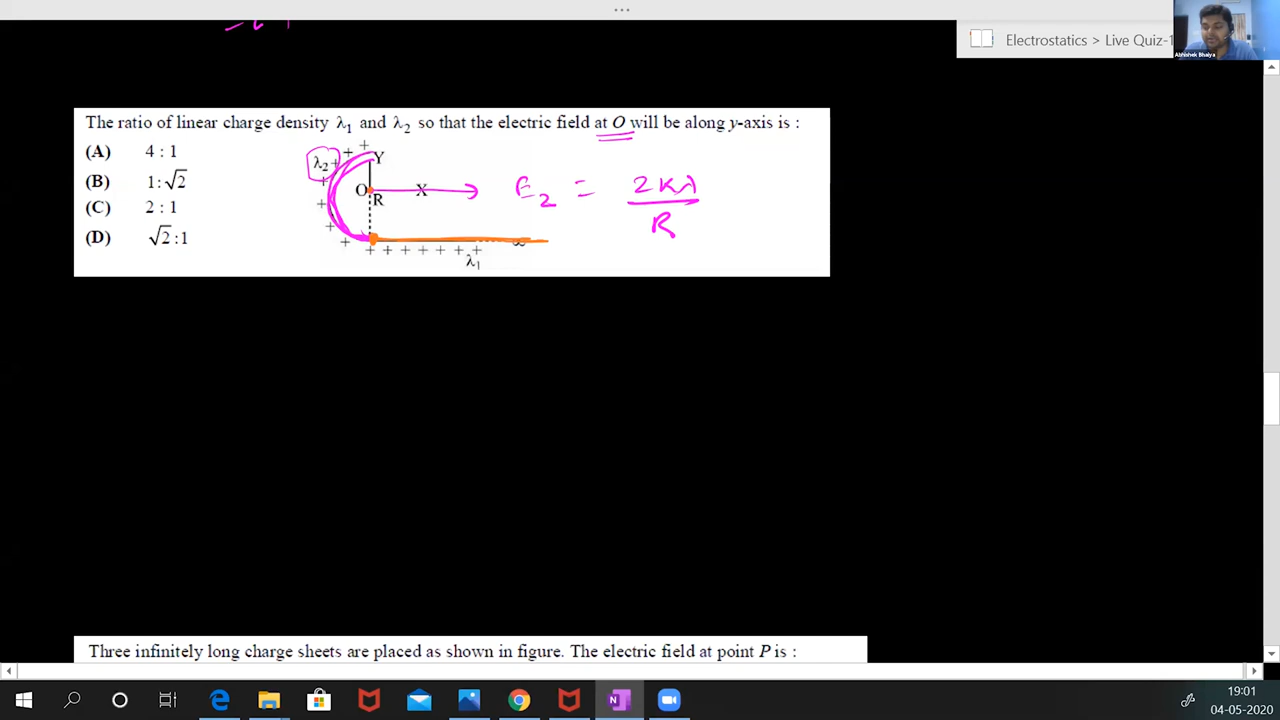 Electrostatics > Live Quiz-1
Abhishek Bhaiya
The ratio of linear charge density λ₁ and λ₂ so that the electric field at O will be along y-axis is :
(A) 4 : 1
(B) 1:√2
(C) 2 : 1
(D) √2 : 1
λ₂ + + + + + + +
Y
O
R
X
∞
+ + + + + + +
λ₁
E₂ = 2Kλ/R
Three infinitely long charge sheets are placed as shown in figure. The electric field at point P is :
19:01
04-05-2020